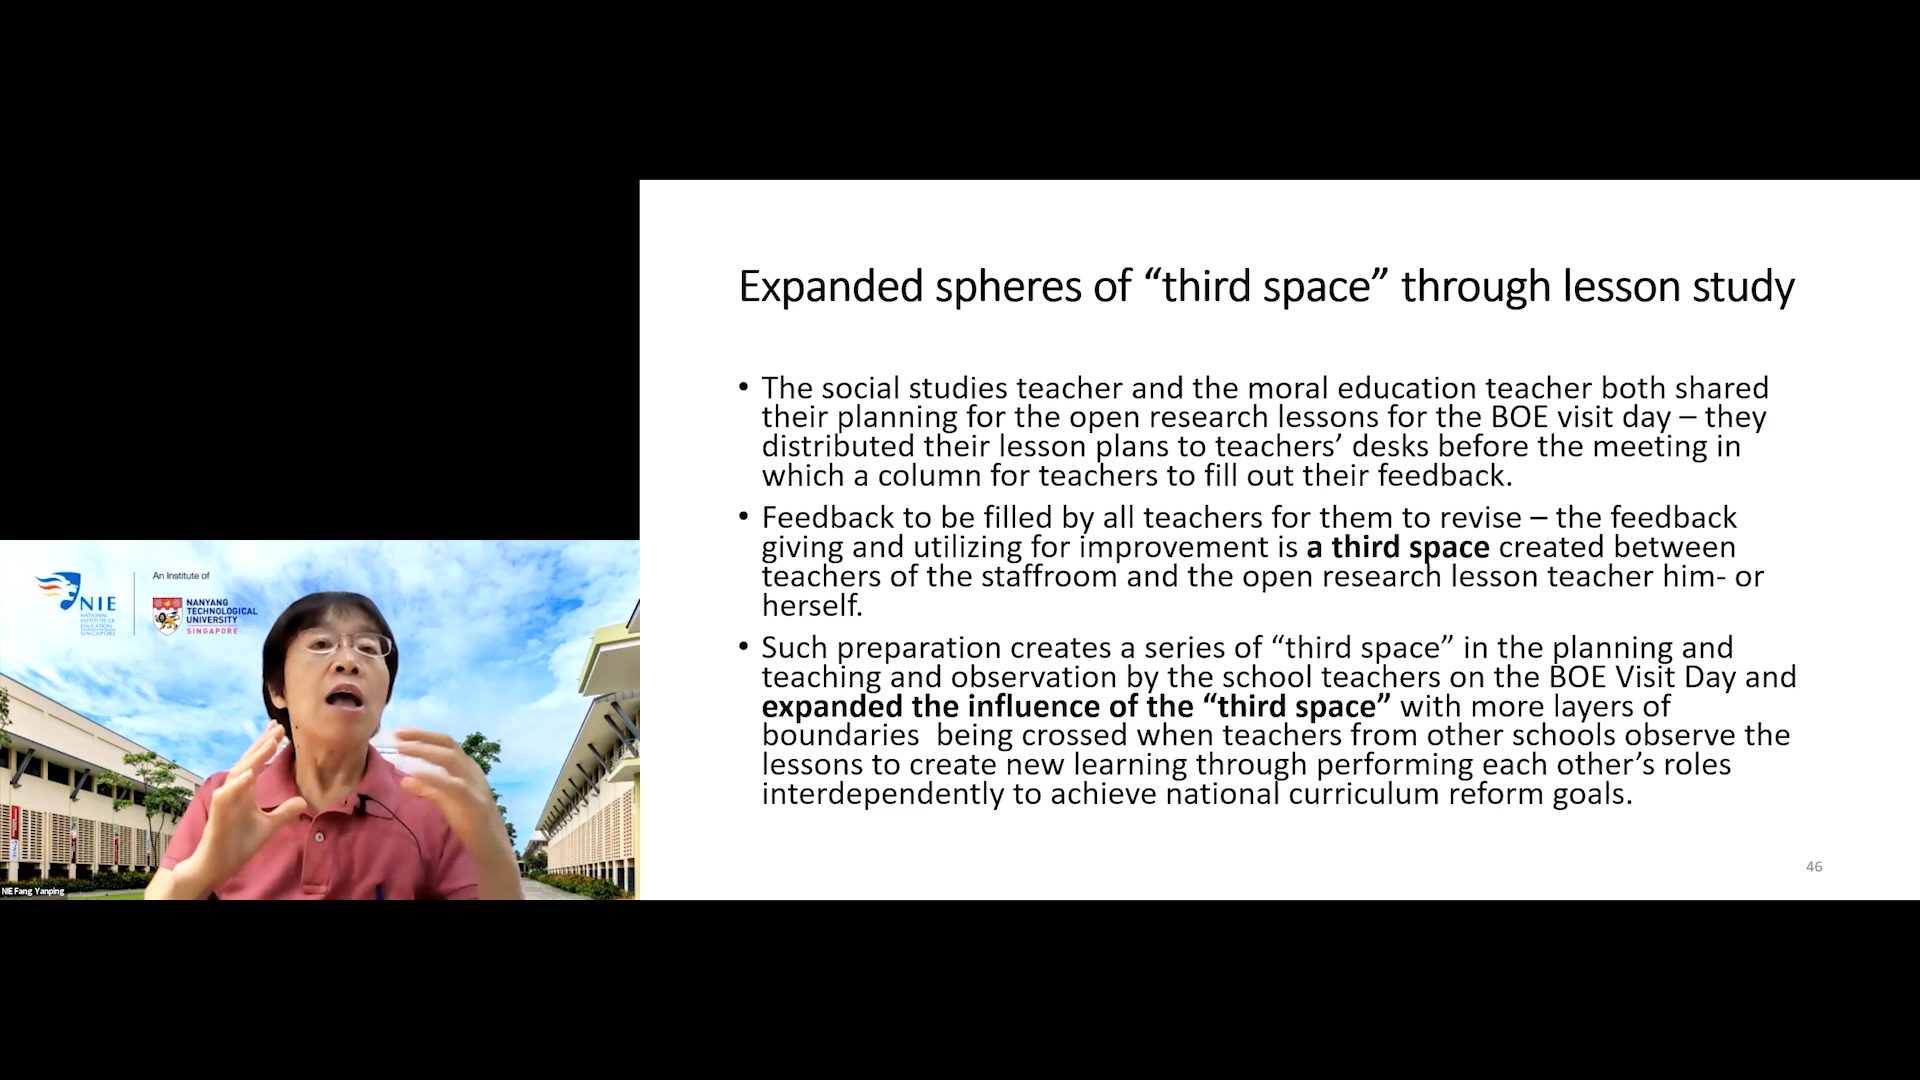 Expanded spheres of “third space” through lesson study
• The social studies teacher and the moral education teacher both shared
their planning for the open research lessons for the BOE visit day – they
distributed their lesson plans to teachers’ desks before the meeting in
which a column for teachers to fill out their feedback.
• Feedback to be filled by all teachers for them to revise – the feedback
giving and utilizing for improvement is a third space created between
teachers of the staffroom and the open research lesson teacher him- or
herself.
• Such preparation creates a series of “third space” in the planning and
teaching and observation by the school teachers on the BOE Visit Day and
expanded the influence of the “third space” with more layers of
boundaries  being crossed when teachers from other schools observe the
lessons to create new learning through performing each other’s roles
interdependently to achieve national curriculum reform goals.
46
NIE
NATIONAL
INSTITUTE OF
EDUCATION
SINGAPORE
An Institute of
NANYANG
TECHNOLOGICAL
UNIVERSITY
SINGAPORE
NIE Fang Yanping